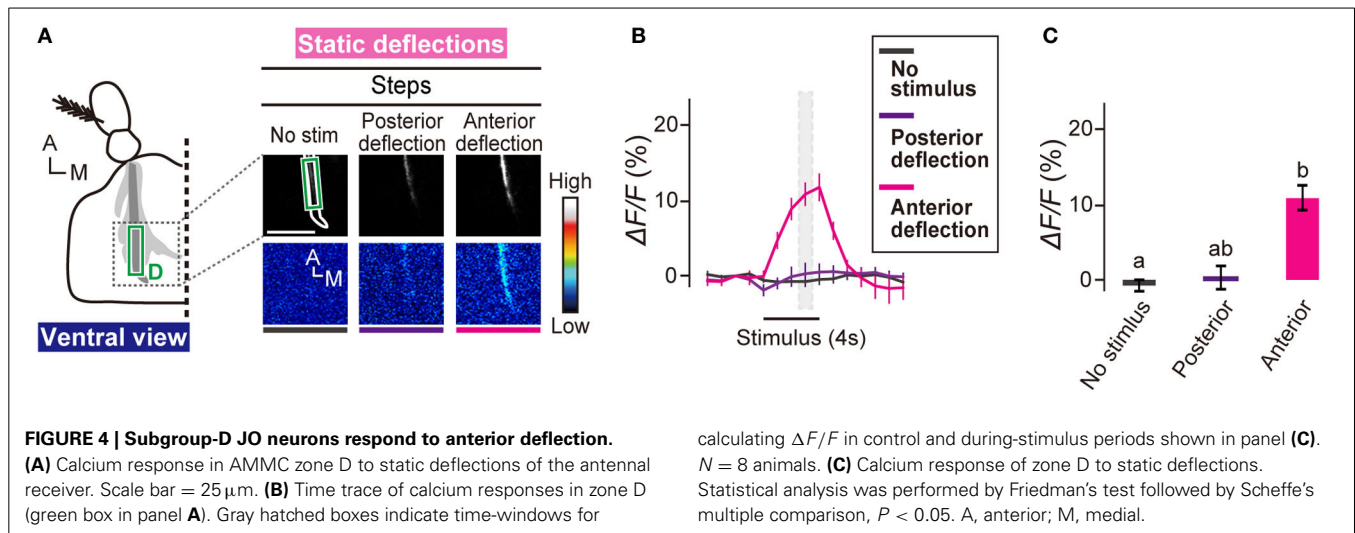 A
Static deflections
Steps
No stim
Posterior
deflection
Anterior
deflection
A
M
D
A
M
High
Low
Ventral view
B
ΔF/F (%)
20
10
0
Stimulus (4s)
No
stimulus
Posterior
deflection
Anterior
deflection
C
ΔF/F (%)
20
10
0
a
ab
b
No stimlus
Posterior
Anterior
FIGURE 4 | Subgroup-D JO neurons respond to anterior deflection.
(A) Calcium response in AMMC zone D to static deflections of the antennal
receiver. Scale bar = 25 μm. (B) Time trace of calcium responses in zone D
(green box in panel A). Gray hatched boxes indicate time-windows for
calculating ΔF/F in control and during-stimulus periods shown in panel (C).
N = 8 animals. (C) Calcium response of zone D to static deflections.
Statistical analysis was performed by Friedman's test followed by Scheffe's
multiple comparison, P < 0.05. A, anterior; M, medial.